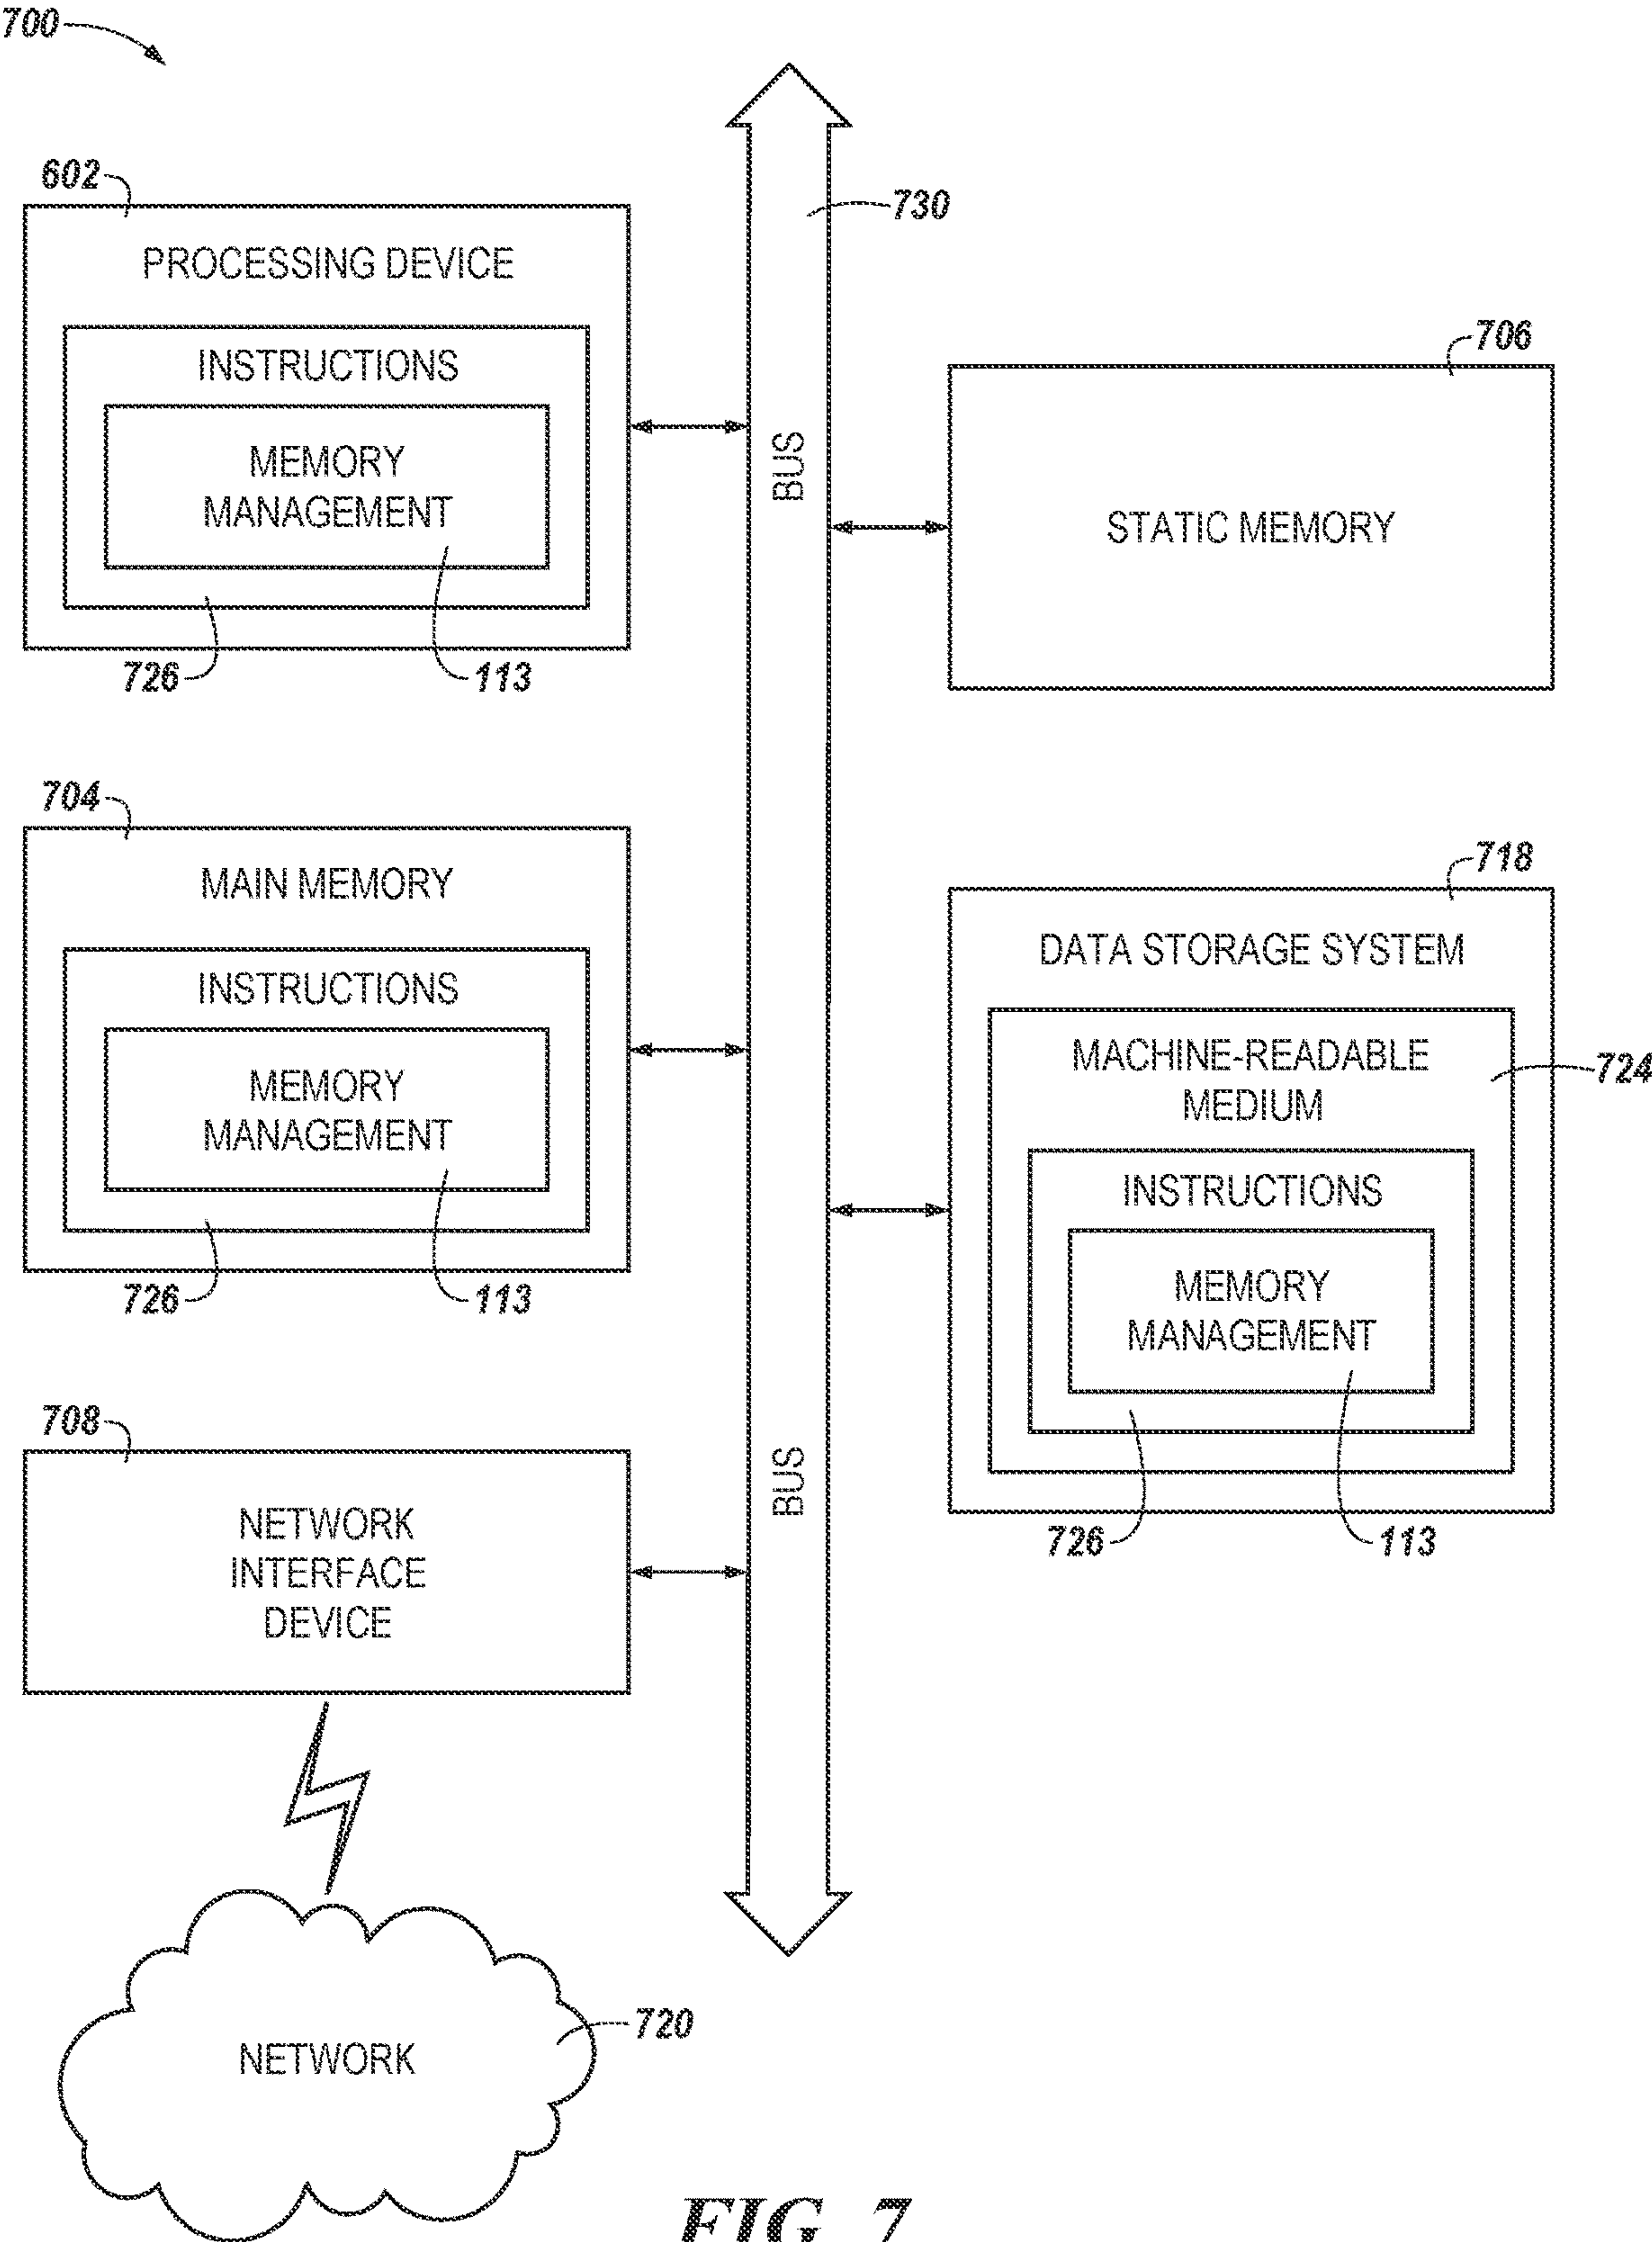 700
602
PROCESSING DEVICE
INSTRUCTIONS
MEMORY
MANAGEMENT
726
113
730
BUS
706
STATIC MEMORY
704
MAIN MEMORY
INSTRUCTIONS
MEMORY
MANAGEMENT
726
113
718
DATA STORAGE SYSTEM
MACHINE-READABLE
MEDIUM
724
INSTRUCTIONS
MEMORY
MANAGEMENT
726
113
708
NETWORK
INTERFACE
DEVICE
BUS
NETWORK
720
FIG. 7